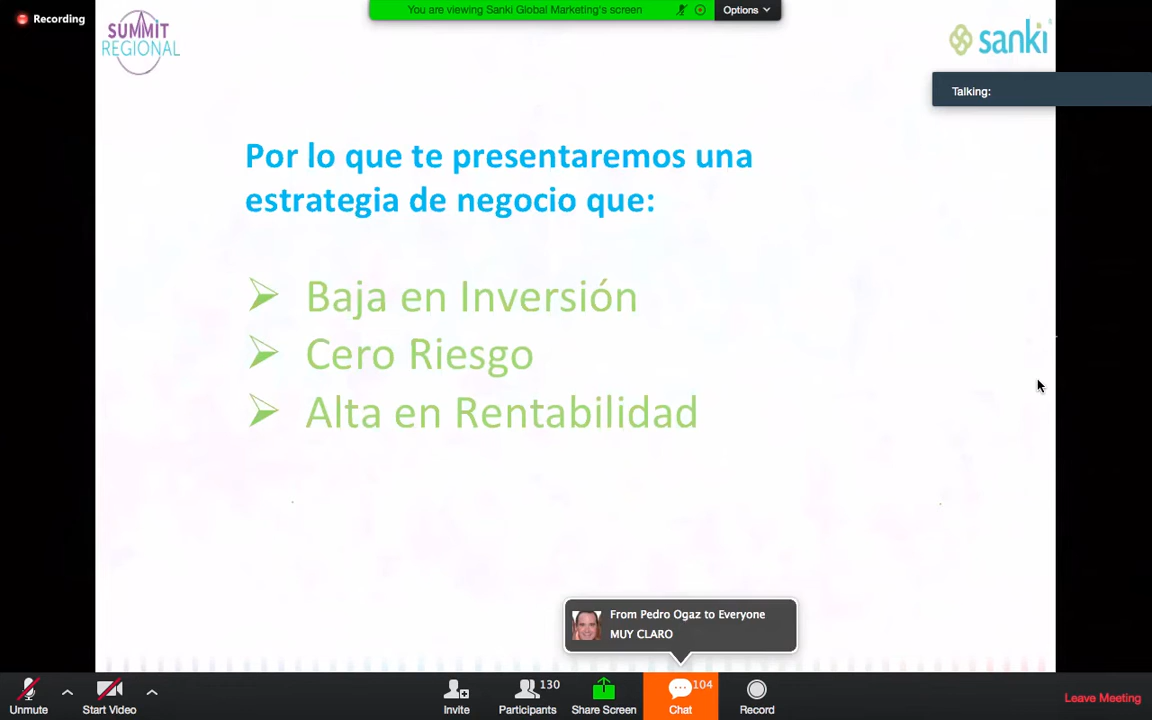 Recording
You are viewing Sanki Global Marketing's screen
Options
SUMMIT
REGIONAL
sanki
Talking:
Por lo que te presentaremos una
estrategia de negocio que:
Baja en Inversión
Cero Riesgo
Alta en Rentabilidad
From Pedro Ogaz to Everyone
MUY CLARO
Unmute
Start Video
Invite
130
Participants
Share Screen
104
Chat
Record
Leave Meeting